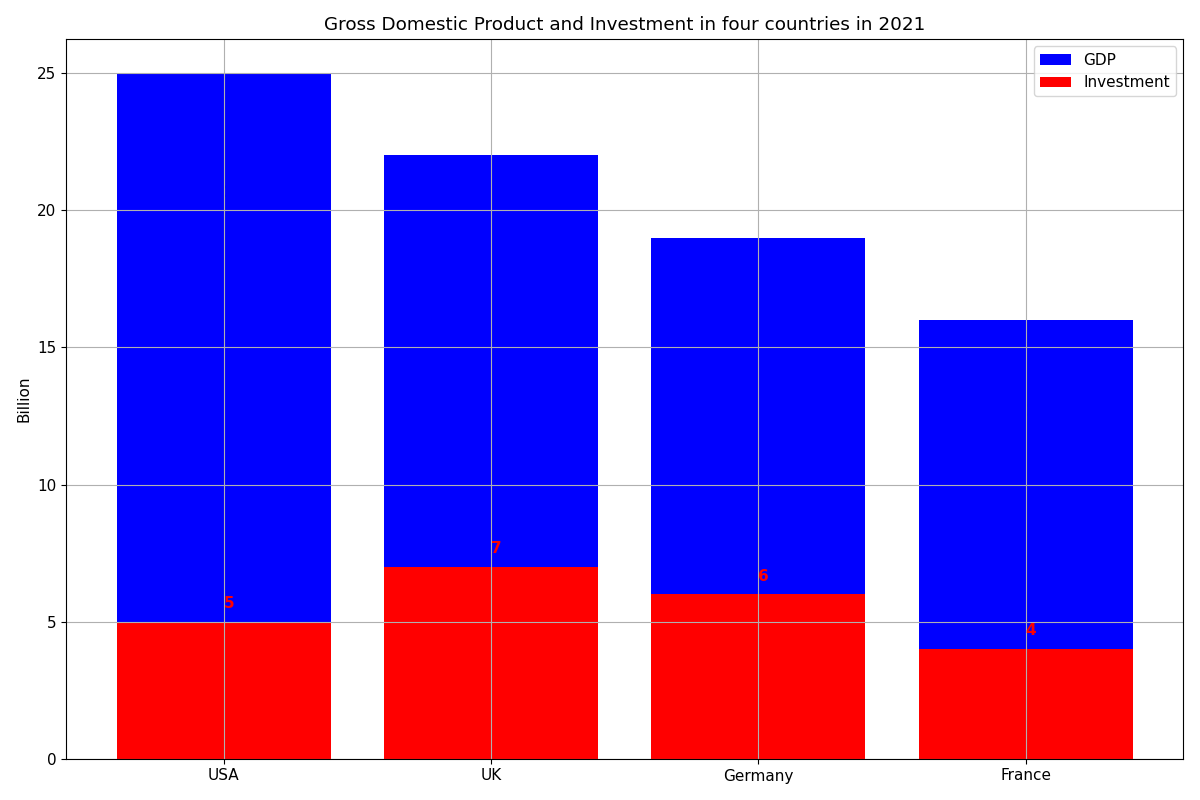 Gross Domestic Product and Investment in four countries in 2021
GDP
Investment
Billion
25
20
15
10
5
0
5
7
6
4
USA
UK
Germany
France